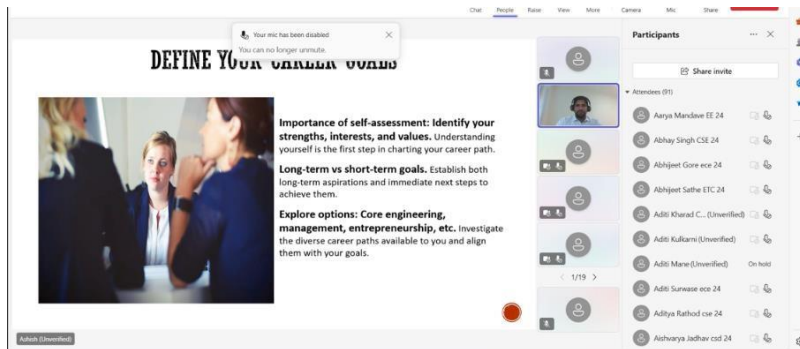 Chat People Raise View More Camera Mic Share
Your mic has been disabled
You can no longer unmute.
DEFINE YOUR CAREER GOALS
Importance of self-assessment: Identify your
strengths, interests, and values. Understanding
yourself is the first step in charting your career path.
Long-term vs short-term goals. Establish both
long-term aspirations and immediate next steps to
achieve them.
Explore options: Core engineering,
management, entrepreneurship, etc. Investigate
the diverse career paths available to you and align
them with your goals.
Ashish (Unverified)
1/19
Participants
Share invite
Attendees (91)
Aarya Mandave EE 24
Abhay Singh CSE 24
Abhijeet Gore ece 24
Abhijeet Sathe ETC 24
Aditi Kharad C... (Unverified)
Aditi Kulkarni (Unverified)
Aditi Mane (Unverified) On hold
Aditi Surwase ece 24
Aditya Rathod cse 24
Aishvarya Jadhav csd 24